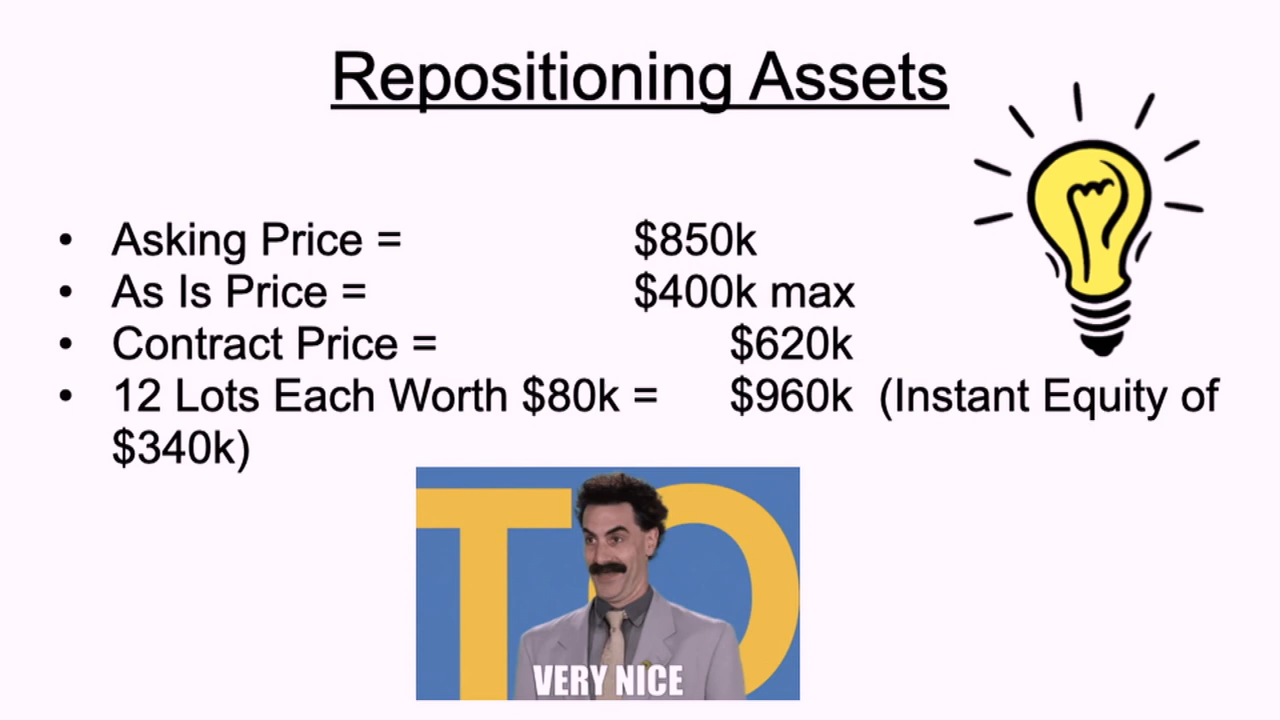 Repositioning Assets
• Asking Price = $850k
• As Is Price = $400k max
• Contract Price = $620k
• 12 Lots Each Worth $80k = $960k (Instant Equity of
$340k)
TO
VERY NICE